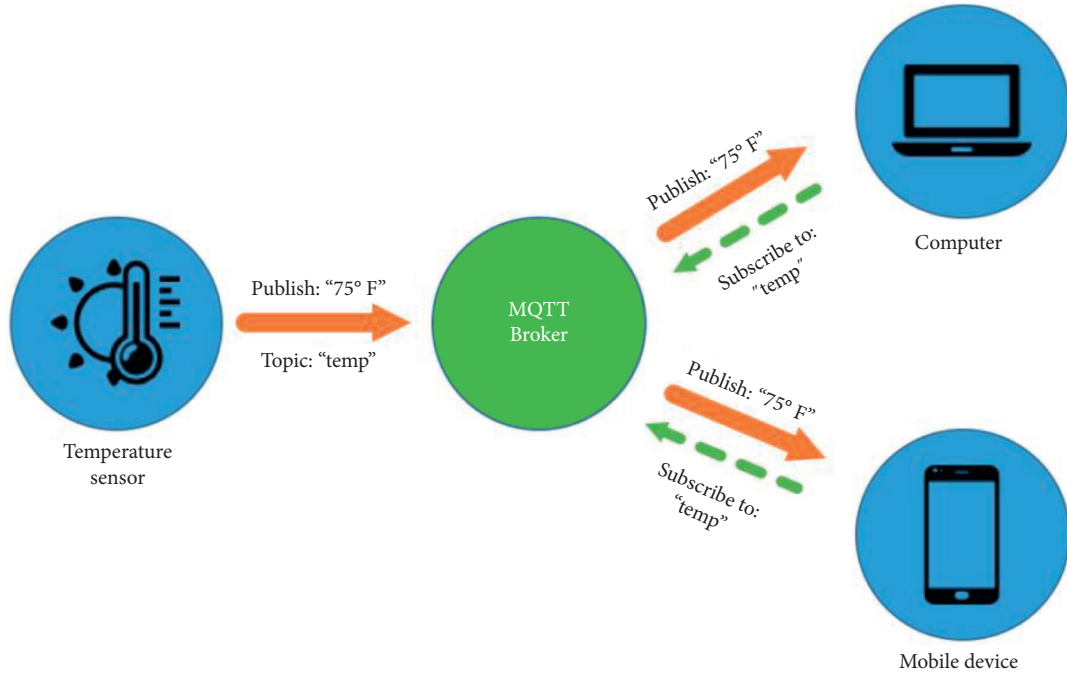 Publish: “75° F”
Subscribe to:
"temp"
Computer
Publish: “75° F”
Topic: “temp”
MQTT
Broker
Temperature
sensor
Publish: “75° F”
Subscribe to:
“temp”
Mobile device